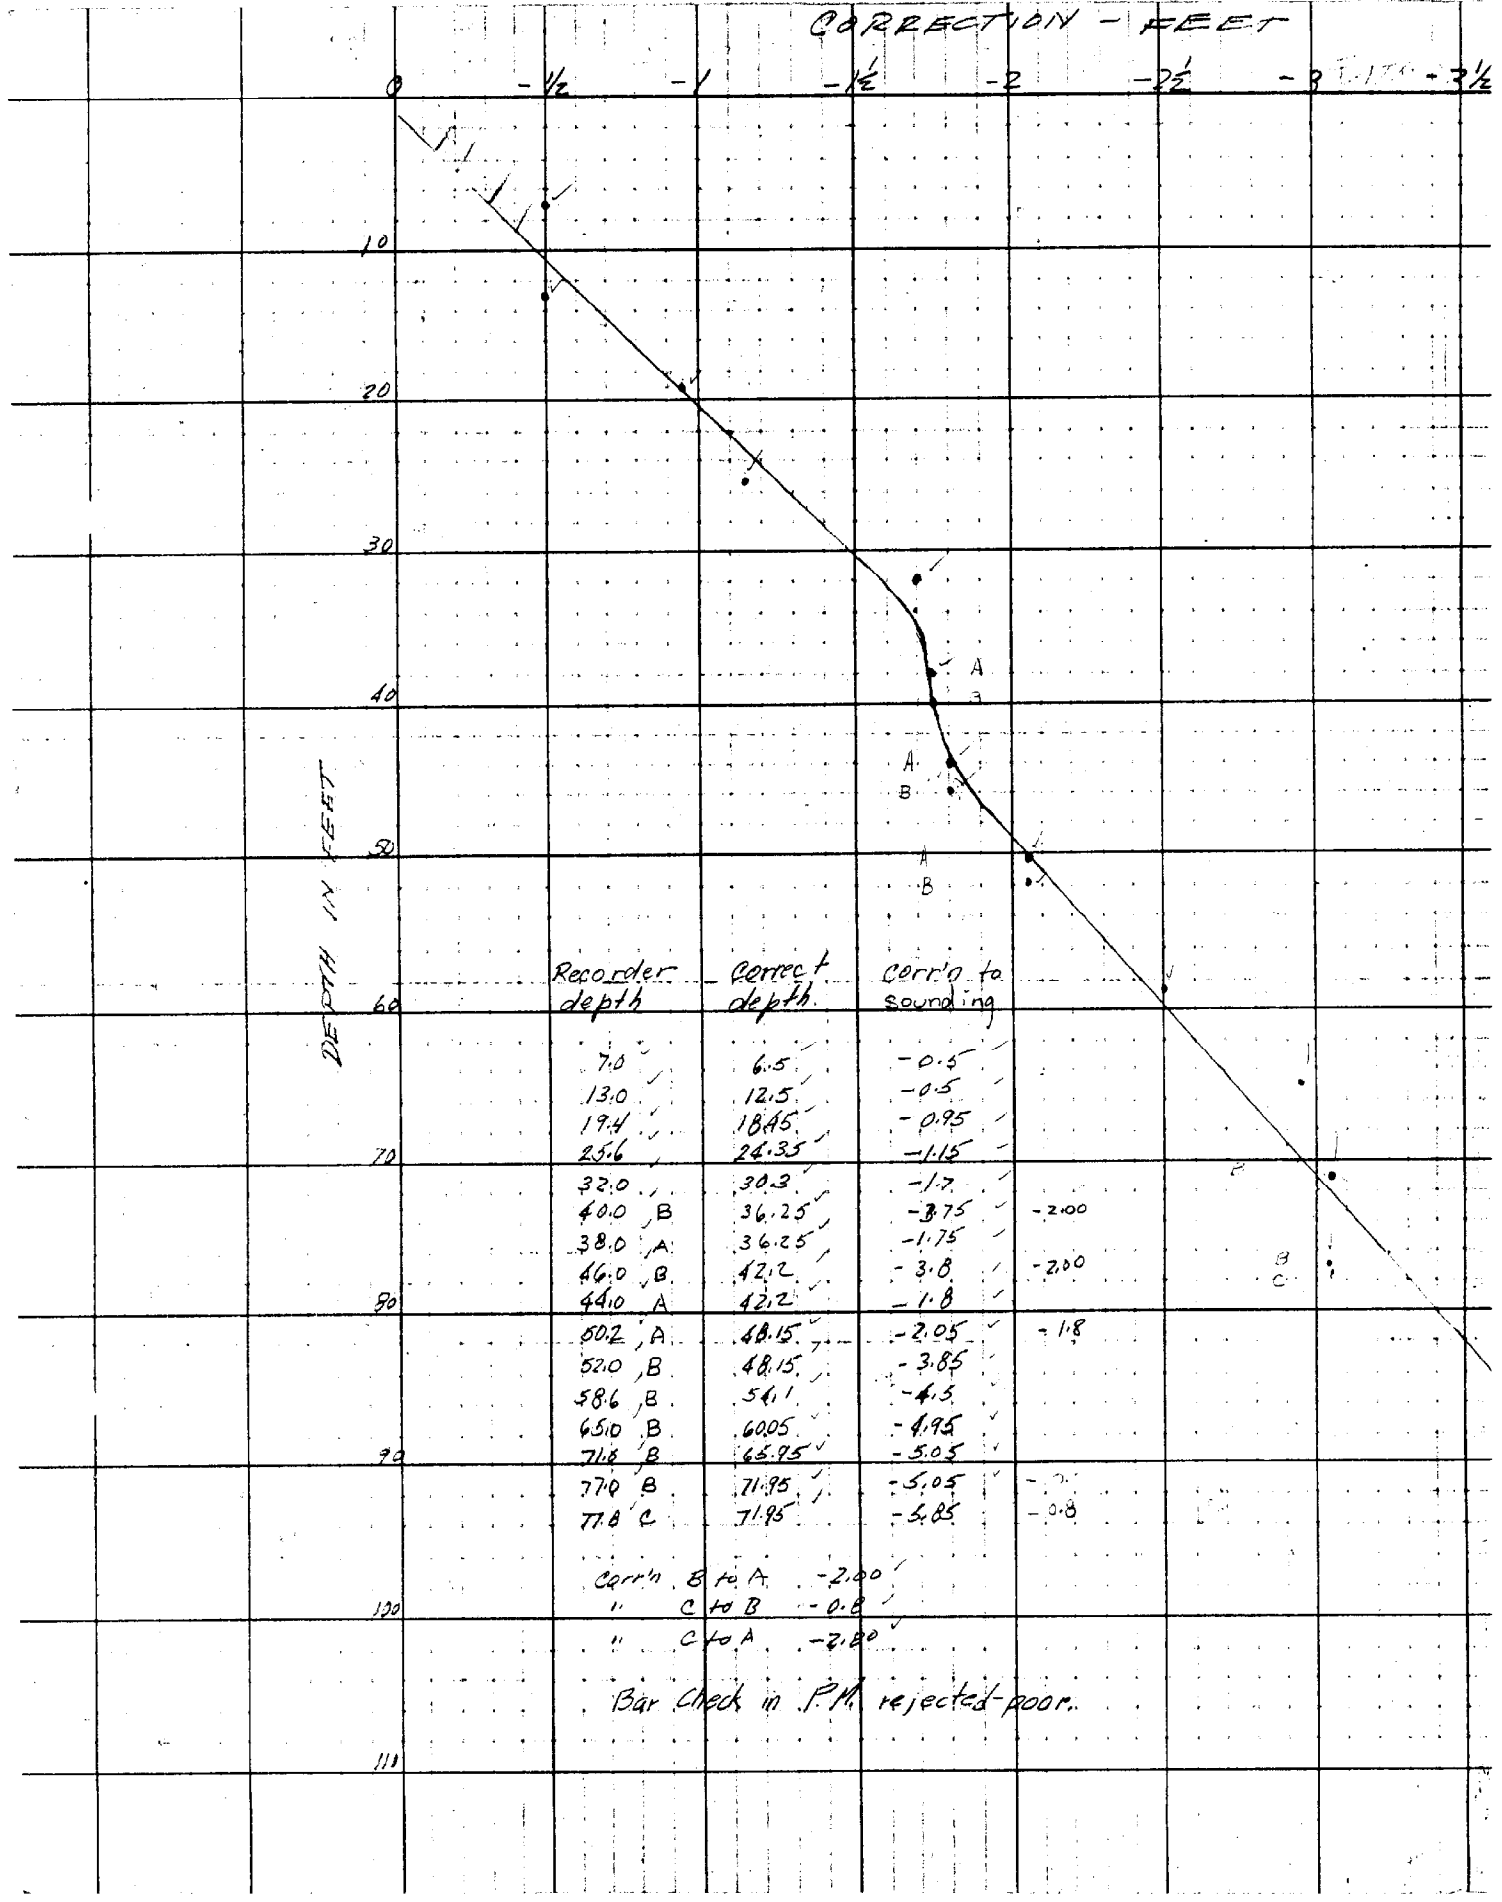 CORRECTION - FEET
0 -1/2 -1 -1 1/2 -2 -2 1/2 -3 -3 1/2
10
20
30
A
40
A
B
50
A
B
DEPTH IN FEET
Recorder depth Correct depth. Corr'n to sounding
60
7.0 6.5 -0.5
13.0 12.5 -0.5
19.4 18.45 -0.95
25.6 24.35 -1.15
70
32.0 30.3 -1.7
40.0 B 36.25 -3.75 -2.00
38.0 A 36.25 -1.75
46.0 B 42.2 -3.8 -2.00
B
C
44.0 A 42.2 -1.8
80
50.2 A 48.15 -2.05 -1.8
52.0 B 48.15 -3.85
58.6 B 54.1 -4.5
65.0 B 60.05 -4.95
90
B 65.95 -5.05
77.0 B 71.95 -5.05
77.8 C 71.95 -5.85 -0.8
Corr'n B to A -2.00
" C to B -0.8
100
" C to A -2.80
Bar Check in P.M. rejected-poor.
110